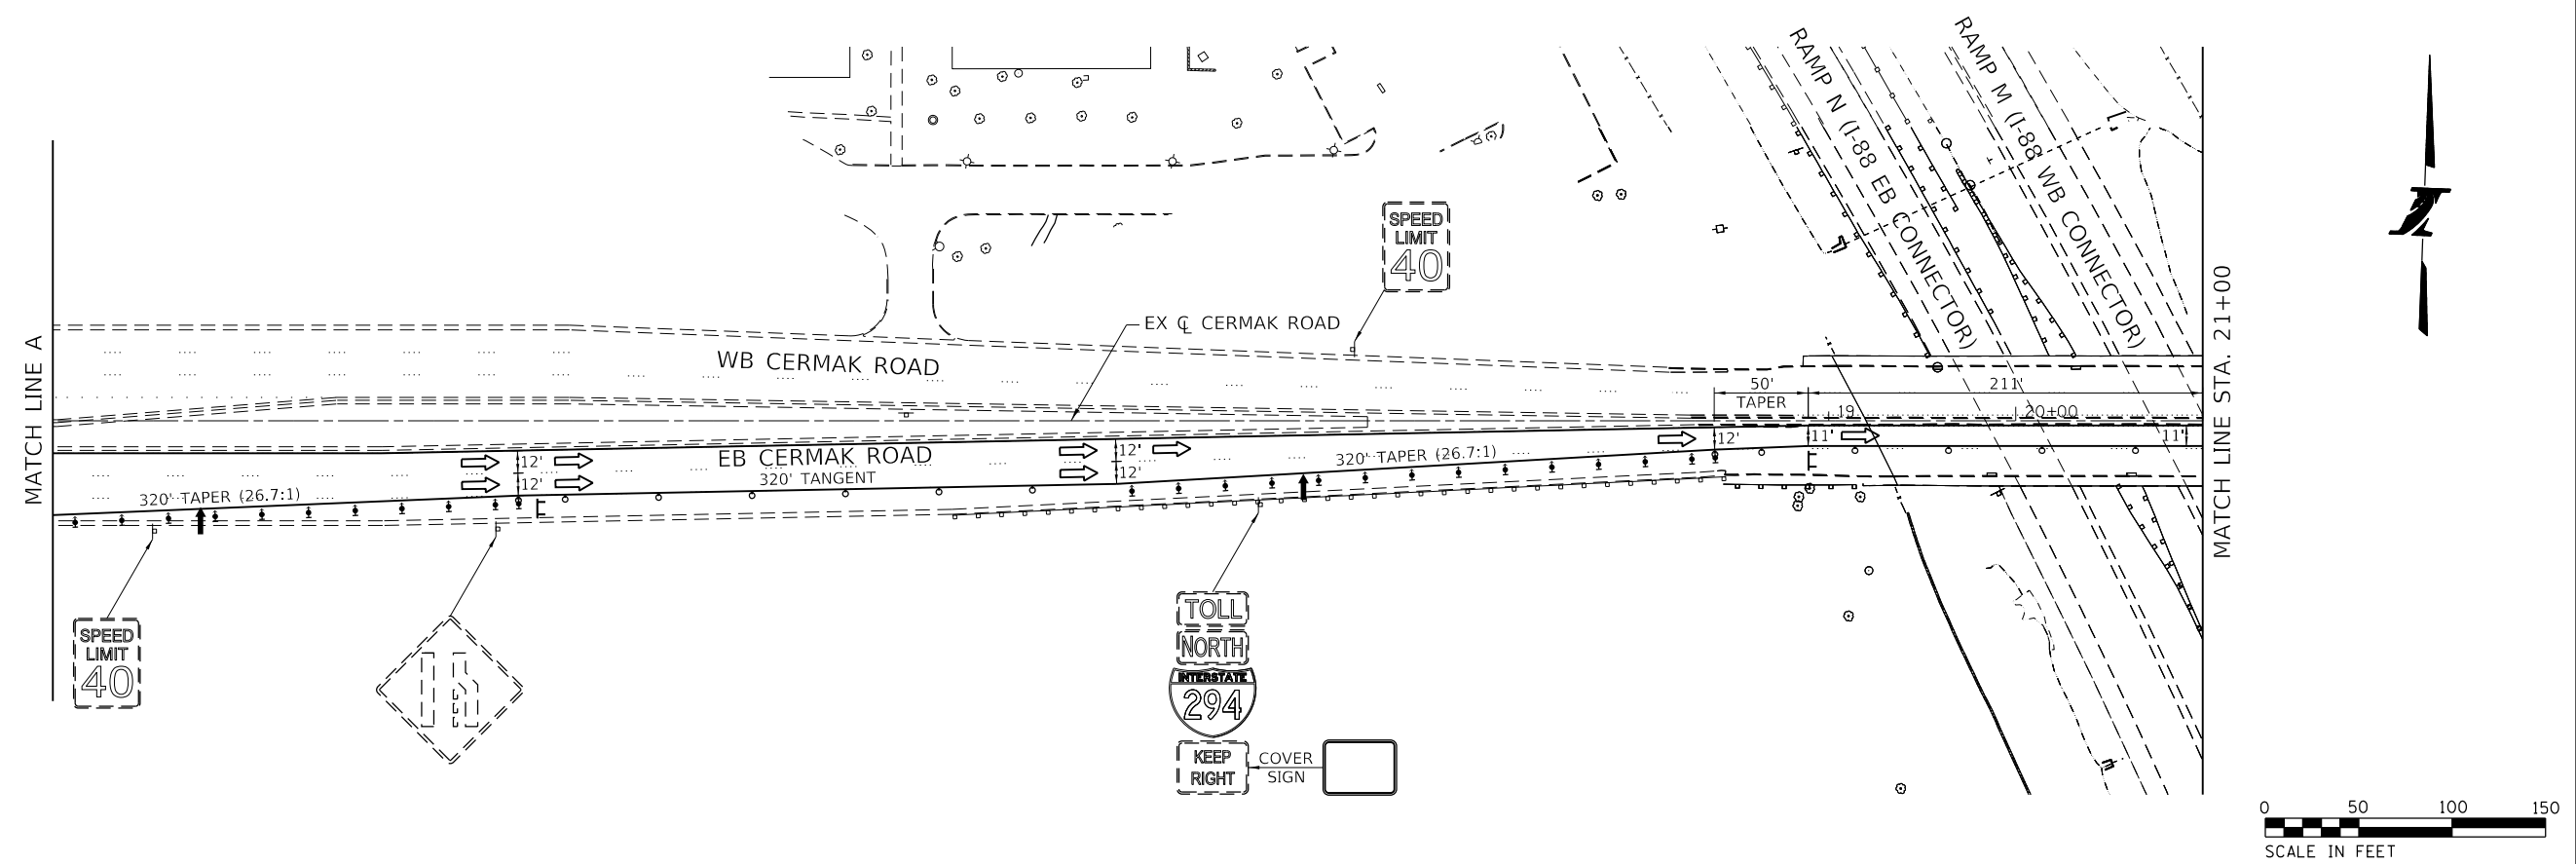 RAMP N (I-88 EB CONNECTOR)
RAMP M (I-88 WB CONNECTOR)
SPEED
LIMIT
40
EX ℄ CERMAK ROAD
MATCH LINE A
WB CERMAK ROAD
50'
TAPER
211'
19
20+00
MATCH LINE STA. 21+00
12'
12'
EB CERMAK ROAD
320' TANGENT
12'
12'
320' TAPER (26.7:1)
12'
11'
11'
320' TAPER (26.7:1)
SPEED
LIMIT
40
TOLL
NORTH
INTERSTATE
294
KEEP
RIGHT
COVER
SIGN
0 50 100 150
SCALE IN FEET